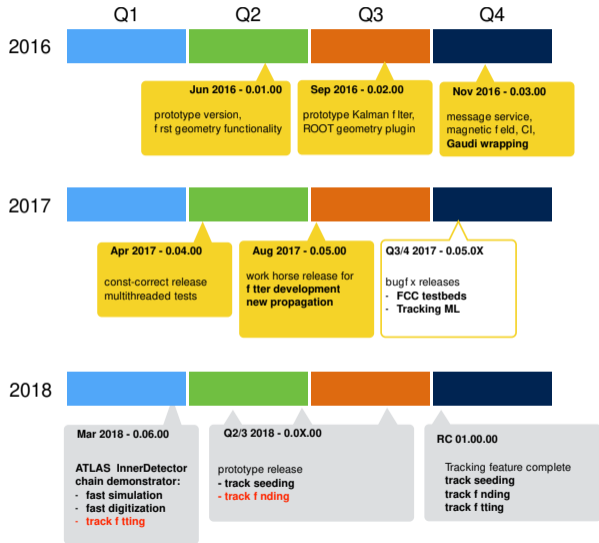 Q1 Q2 Q3 Q4
2016
Jun 2016 - 0.01.00
prototype version,
f rst geometry functionality
Sep 2016 - 0.02.00
prototype Kalman f lter,
ROOT geometry plugin
Nov 2016 - 0.03.00
message service,
magnetic f eld, CI,
Gaudi wrapping
2017
Apr 2017 - 0.04.00
const-correct release
multithreaded tests
Aug 2017 - 0.05.00
work horse release for
f tter development
new propagation
Q3/4 2017 - 0.05.0X
bugf x releases
- FCC testbeds
- Tracking ML
2018
Mar 2018 - 0.06.00
ATLAS InnerDetector
chain demonstrator:
- fast simulation
- fast digitization
- track f tting
Q2/3 2018 - 0.0X.00
prototype release
- track seeding
- track f nding
RC 01.00.00
Tracking feature complete
track seeding
track f nding
track f tting